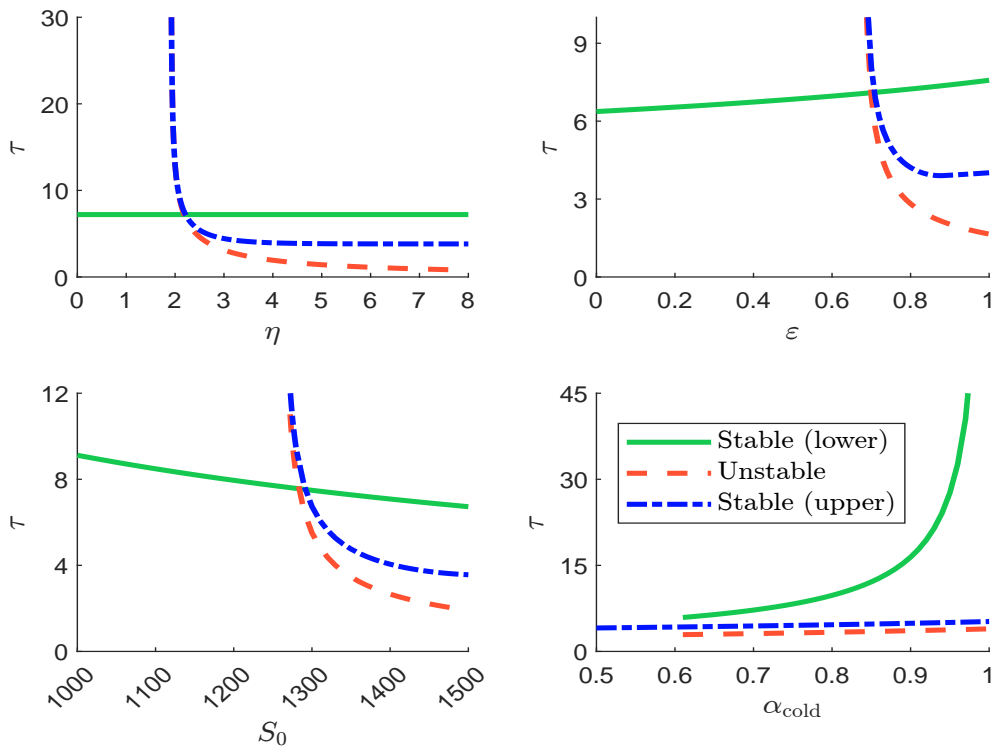 30
20
10
0
τ
0 1 2 3 4 5 6 7 8
η
9
6
3
0
τ
0 0.2 0.4 0.6 0.8 1
ε
12
8
4
0
τ
1000 1100 1200 1300 1400 1500
S₀
45
30
15
0
τ
Stable (lower)
Unstable
Stable (upper)
0.5 0.6 0.7 0.8 0.9 1
α_cold